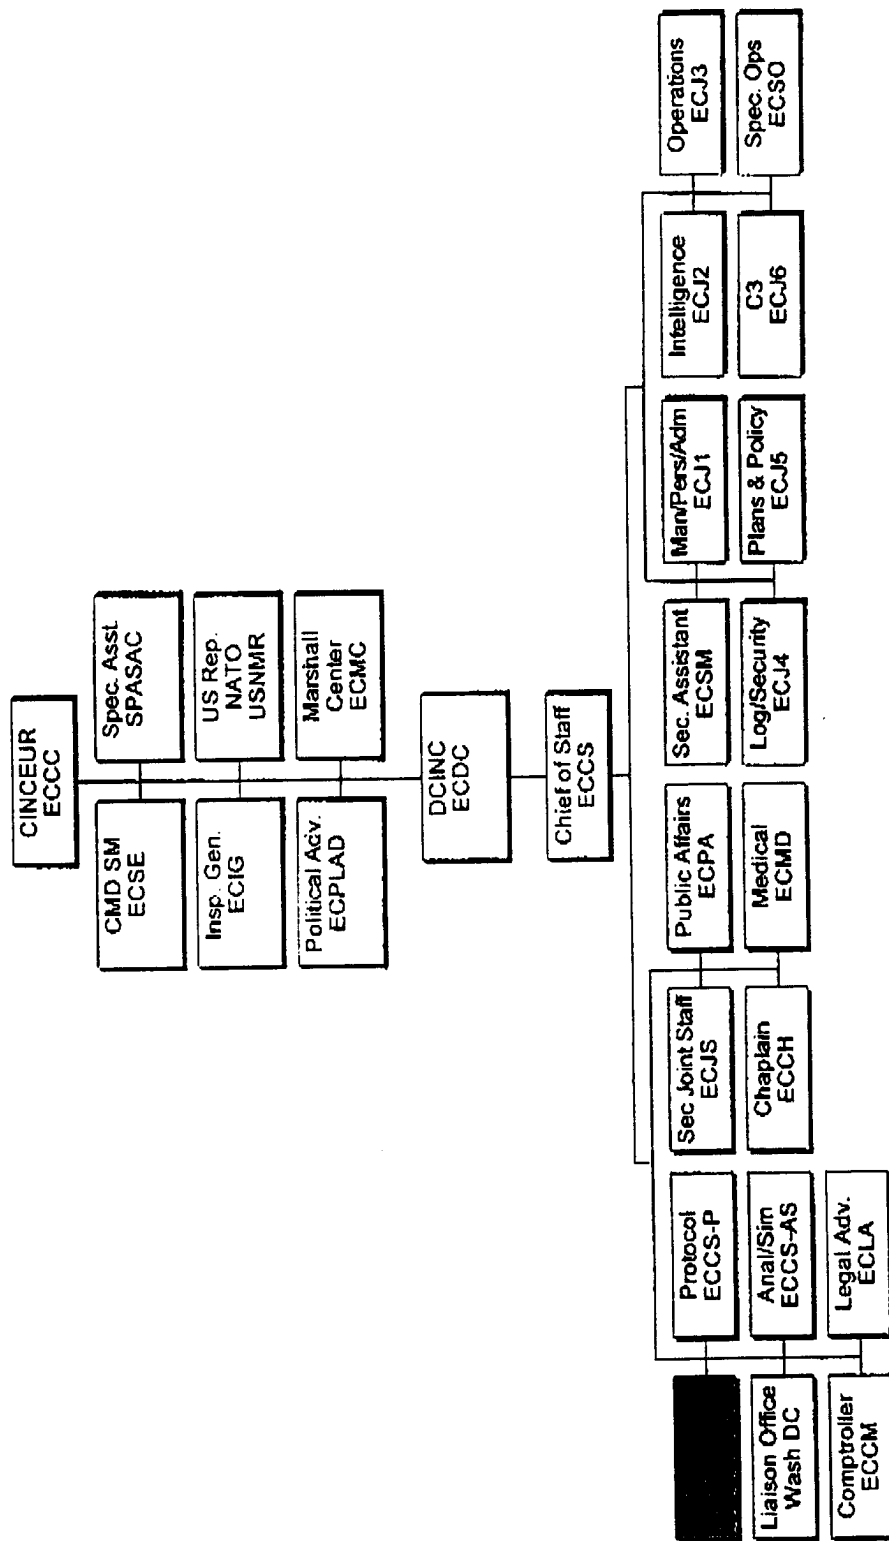 CINCEUR
ECCC
CMD SM
ECSE
Spec. Asst.
SPASAC
Insp. Gen.
ECIG
US Rep.
NATO
USNMR
Political Adv.
ECPLAD
Marshall
Center
ECMC
DCINC
ECDC
Chief of Staff
ECCS
Protocol
ECCS-P
Liaison Office
Wash DC
Anal/Sim
ECCS-AS
Comptroller
ECCM
Legal Adv.
ECLA
Sec Joint Staff
ECJS
Public Affairs
ECPA
Chaplain
ECCH
Medical
ECMD
Sec. Assistant
ECSM
Man/Pers/Adm
ECJ1
Log/Security
ECJ4
Plans & Policy
ECJ5
Intelligence
ECJ2
Operations
ECJ3
C3
ECJ6
Spec. Ops
ECSO